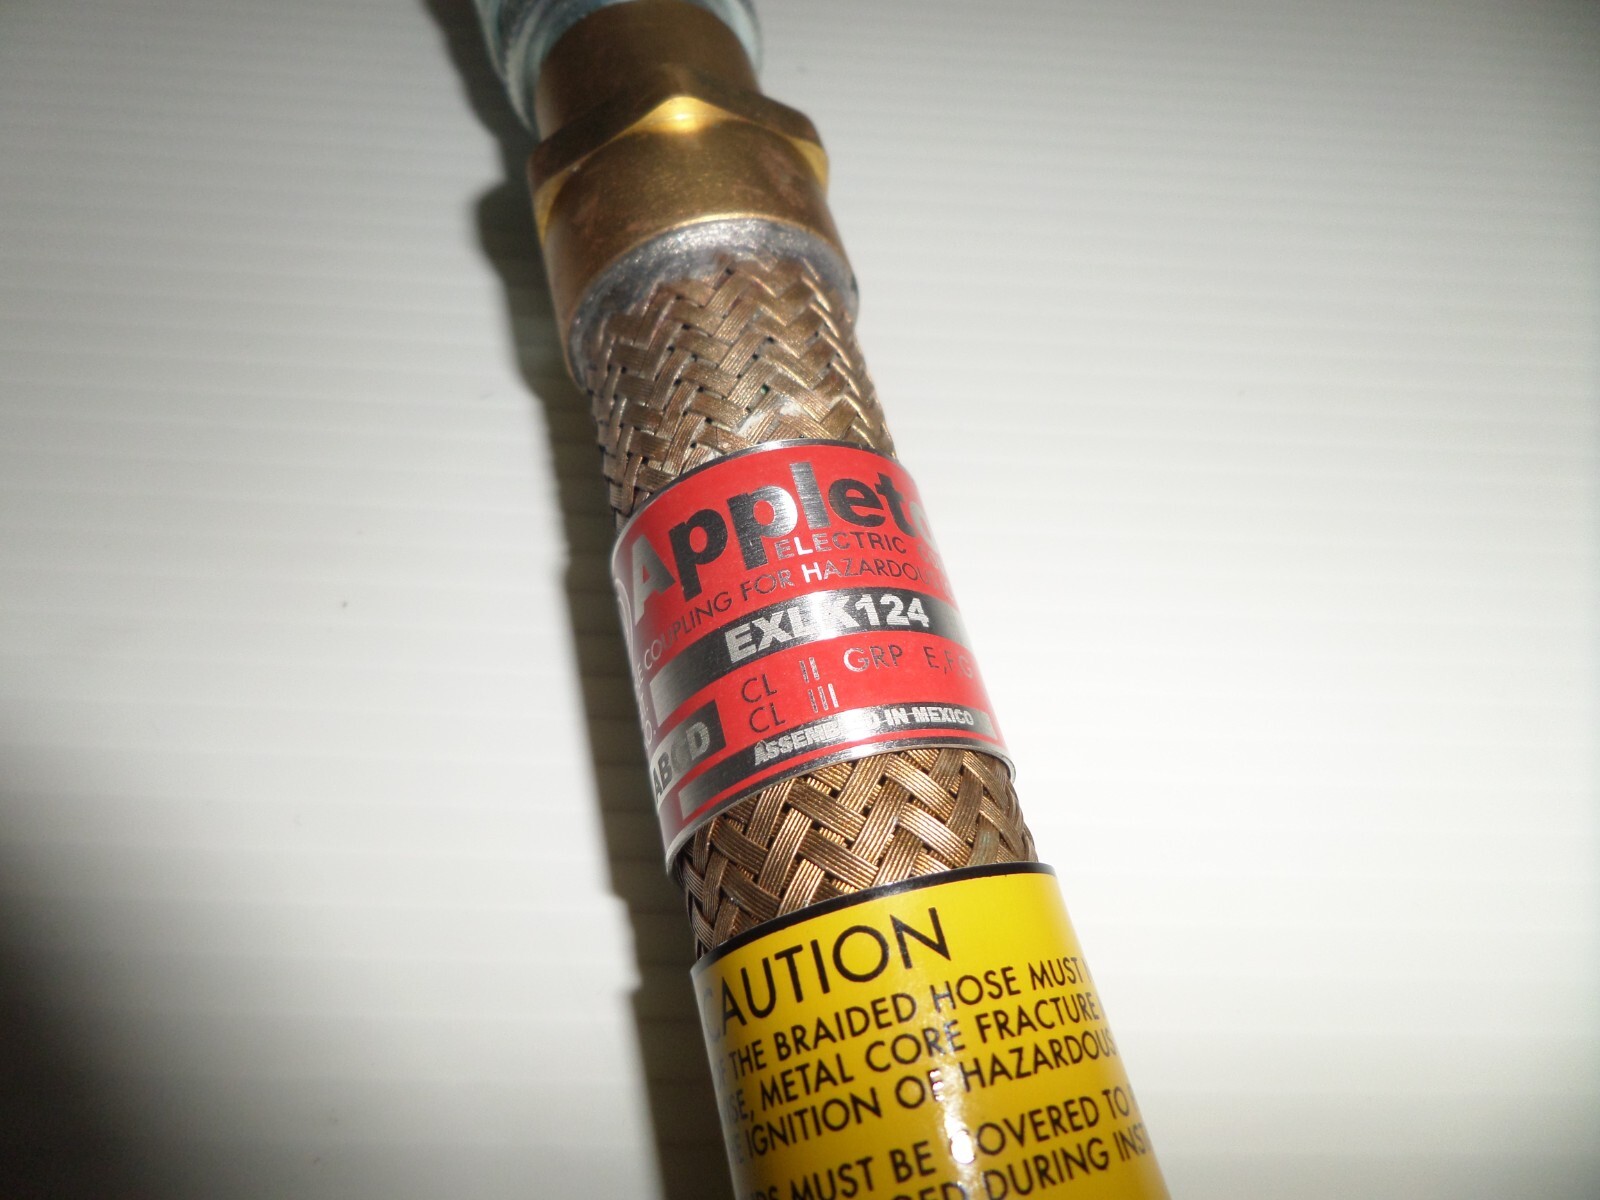 Applet
ELECTRIC
COUPLING FOR HAZARDOU
EXLK124
CL II GRP E,F G
CL III
ABCD
ASSEMBLED IN MEXICO
CAUTION
THE BRAIDED HOSE MUST
METAL CORE FRACTURE
IGNITION OF HAZARDOUS
MUST BE COVERED TO
DURING INST